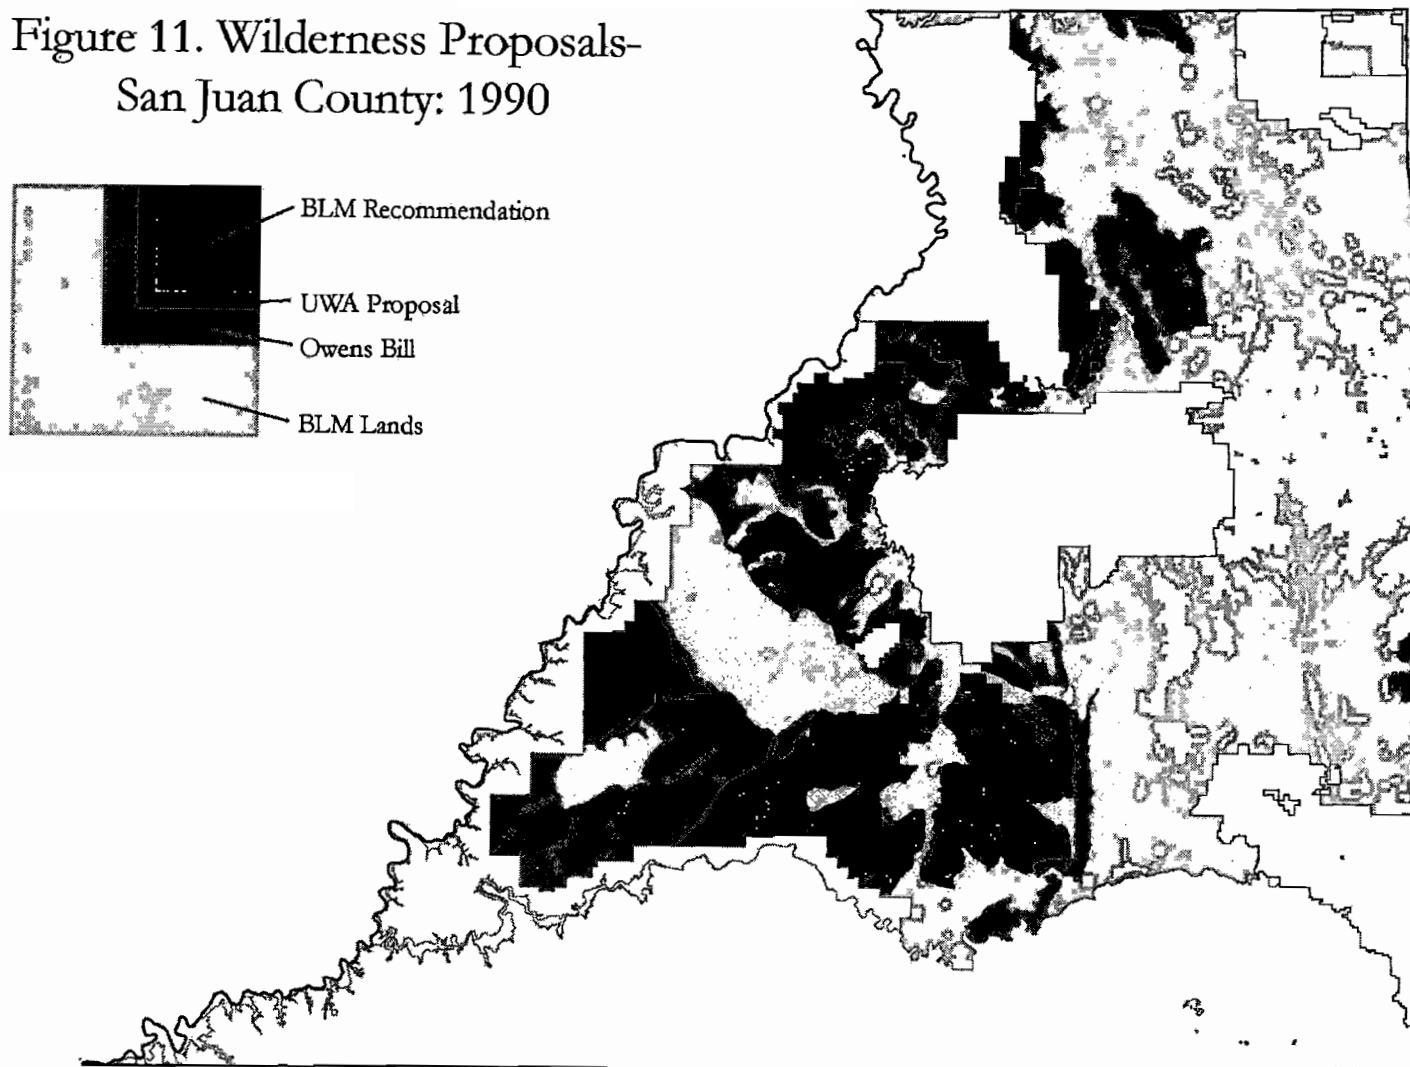 Figure 11. Wilderness Proposals-
San Juan County: 1990
BLM Recommendation
UWA Proposal
Owens Bill
BLM Lands